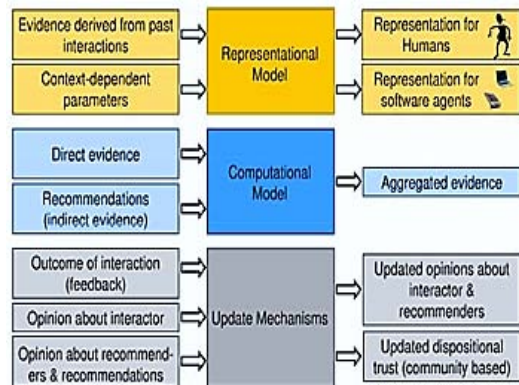 Evidence derived from past
interactions
Context-dependent
parameters
Representational
Model
Representation for
Humans
Representation for
software agents
Direct evidence
Recommendations
(indirect evidence)
Computational
Model
Aggregated evidence
Outcome of interaction
(feedback)
Opinion about interactor
Opinion about recommend-
ers & recommendations
Update Mechanisms
Updated opinions about
interactor &
recommenders
Updated dispositional
trust (community based)